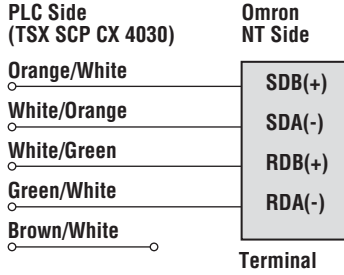 PLC Side
(TSX SCP CX 4030)
Omron
NT Side
Orange/White
SDB(+)
White/Orange
SDA(-)
White/Green
RDB(+)
Green/White
RDA(-)
Brown/White
Terminal